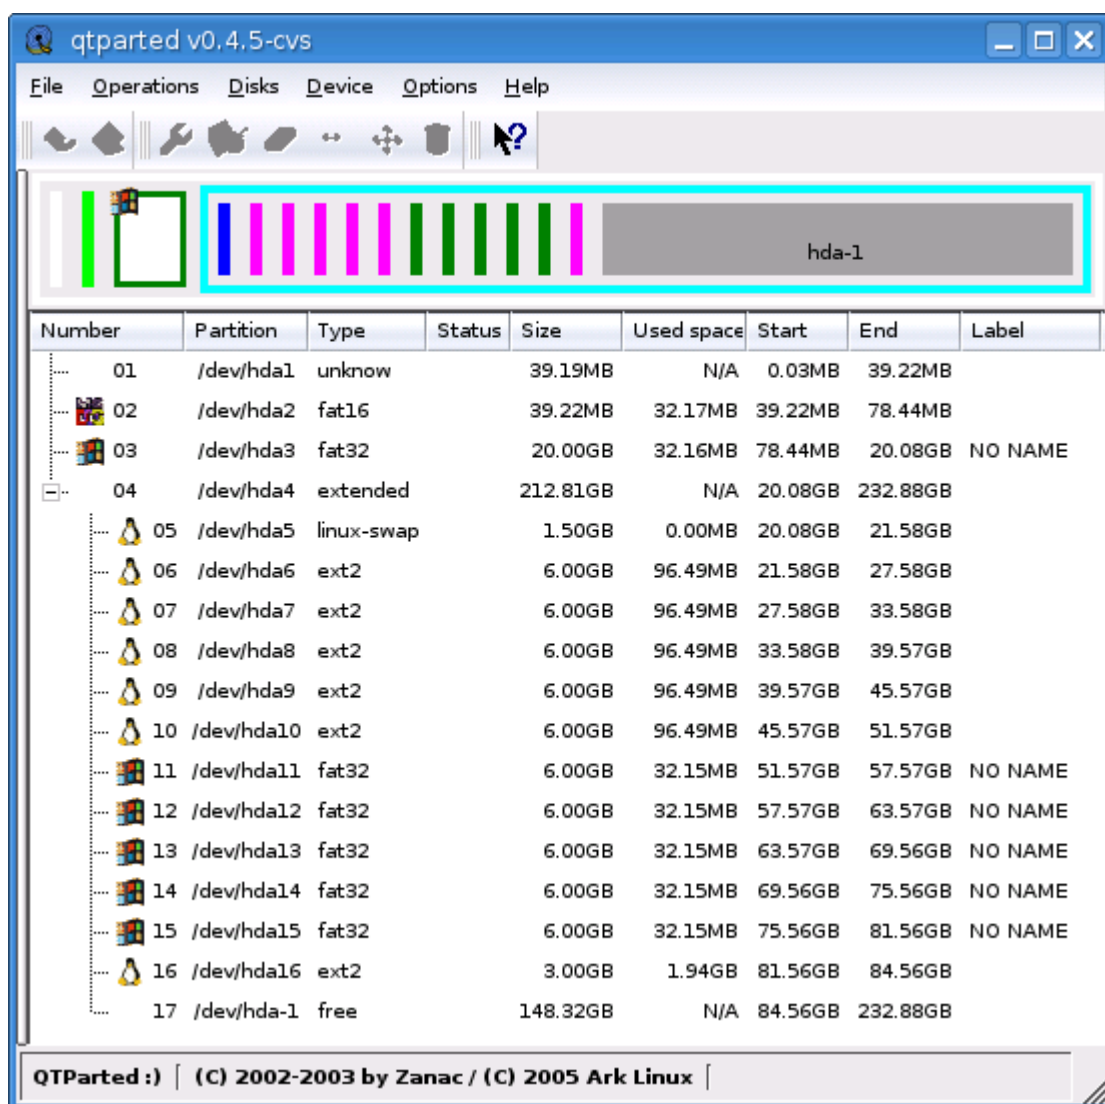 qtparted v0.4.5-cvs
File Operations Disks Device Options Help
hda-1
Number Partition Type Status Size Used space Start End Label
01 /dev/hda1 unknow 39.19MB N/A 0.03MB 39.22MB
02 /dev/hda2 fat16 39.22MB 32.17MB 39.22MB 78.44MB
03 /dev/hda3 fat32 20.00GB 32.16MB 78.44MB 20.08GB NO NAME
04 /dev/hda4 extended 212.81GB N/A 20.08GB 232.88GB
05 /dev/hda5 linux-swap 1.50GB 0.00MB 20.08GB 21.58GB
06 /dev/hda6 ext2 6.00GB 96.49MB 21.58GB 27.58GB
07 /dev/hda7 ext2 6.00GB 96.49MB 27.58GB 33.58GB
08 /dev/hda8 ext2 6.00GB 96.49MB 33.58GB 39.57GB
09 /dev/hda9 ext2 6.00GB 96.49MB 39.57GB 45.57GB
10 /dev/hda10 ext2 6.00GB 96.49MB 45.57GB 51.57GB
11 /dev/hda11 fat32 6.00GB 32.15MB 51.57GB 57.57GB NO NAME
12 /dev/hda12 fat32 6.00GB 32.15MB 57.57GB 63.57GB NO NAME
13 /dev/hda13 fat32 6.00GB 32.15MB 63.57GB 69.56GB NO NAME
14 /dev/hda14 fat32 6.00GB 32.15MB 69.56GB 75.56GB NO NAME
15 /dev/hda15 fat32 6.00GB 32.15MB 75.56GB 81.56GB NO NAME
16 /dev/hda16 ext2 3.00GB 1.94GB 81.56GB 84.56GB
17 /dev/hda-1 free 148.32GB N/A 84.56GB 232.88GB
QTParted :) (C) 2002-2003 by Zanac / (C) 2005 Ark Linux